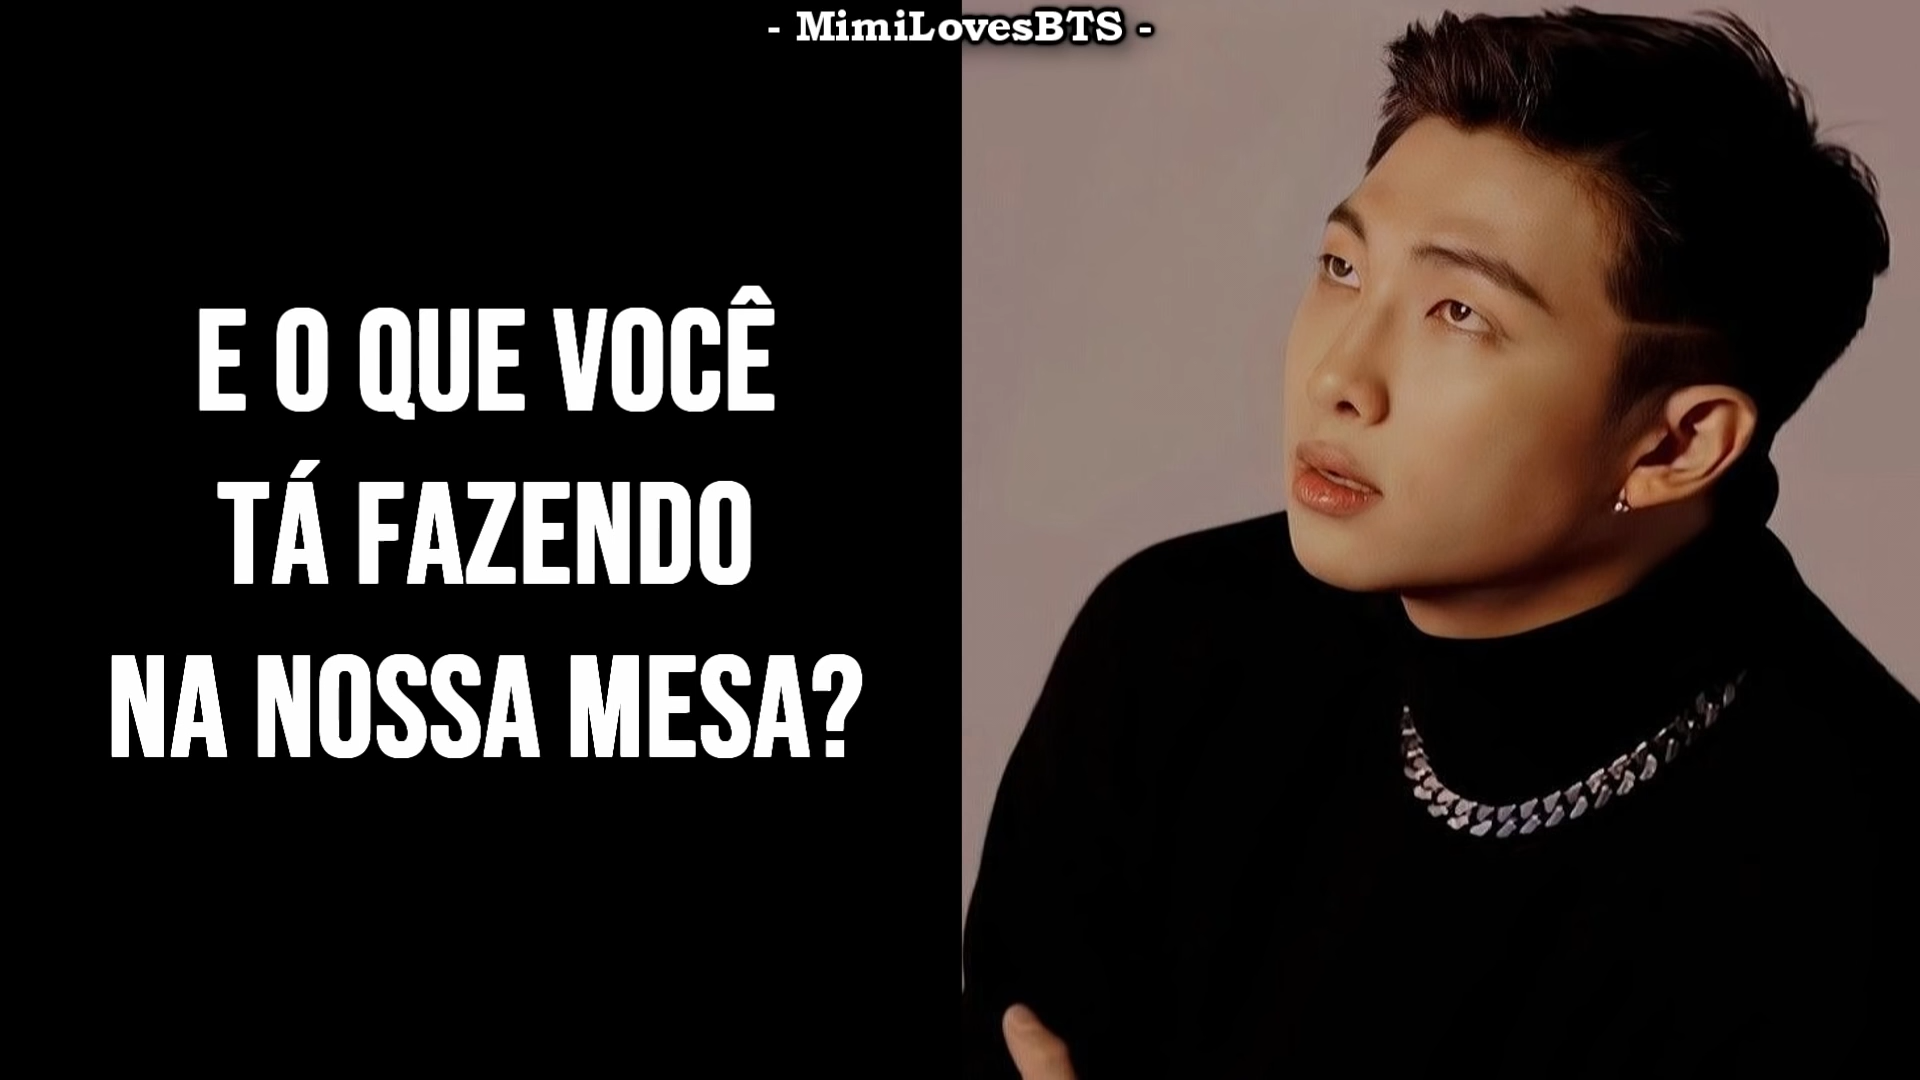 - MimiLovesBTS -
E O QUE VOCÊ
TÁ FAZENDO
NA NOSSA MESA?